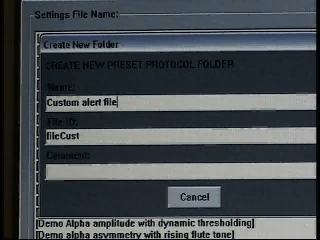 Settings File Name:
Create New Folder
CREATE NEW PRESET PROTOCOL FOLDER
Name:
Custom alert file
File ID:
fileCust
Comment:
Cancel
[Demo Alpha amplitude with dynamic thresholding]
[Demo Alpha asymmetry with rising flute tone]